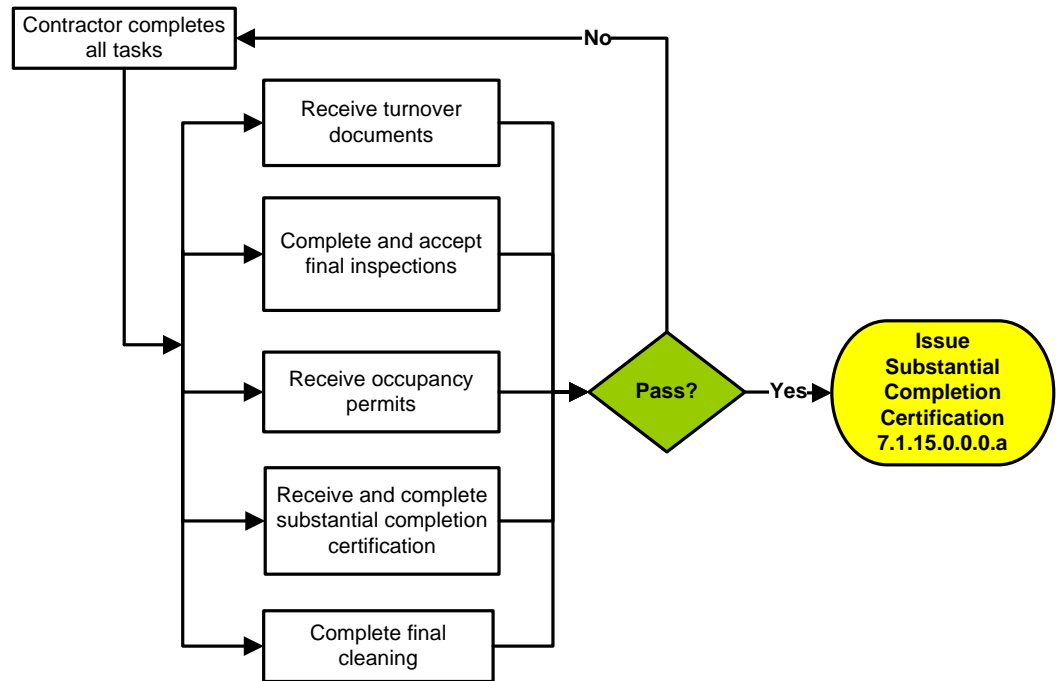 Contractor completes
all tasks
No
Receive turnover
documents
Complete and accept
final inspections
Receive occupancy
permits
Receive and complete
substantial completion
certification
Complete final
cleaning
Pass?
Yes
Issue
Substantial
Completion
Certification
7.1.15.0.0.0.a